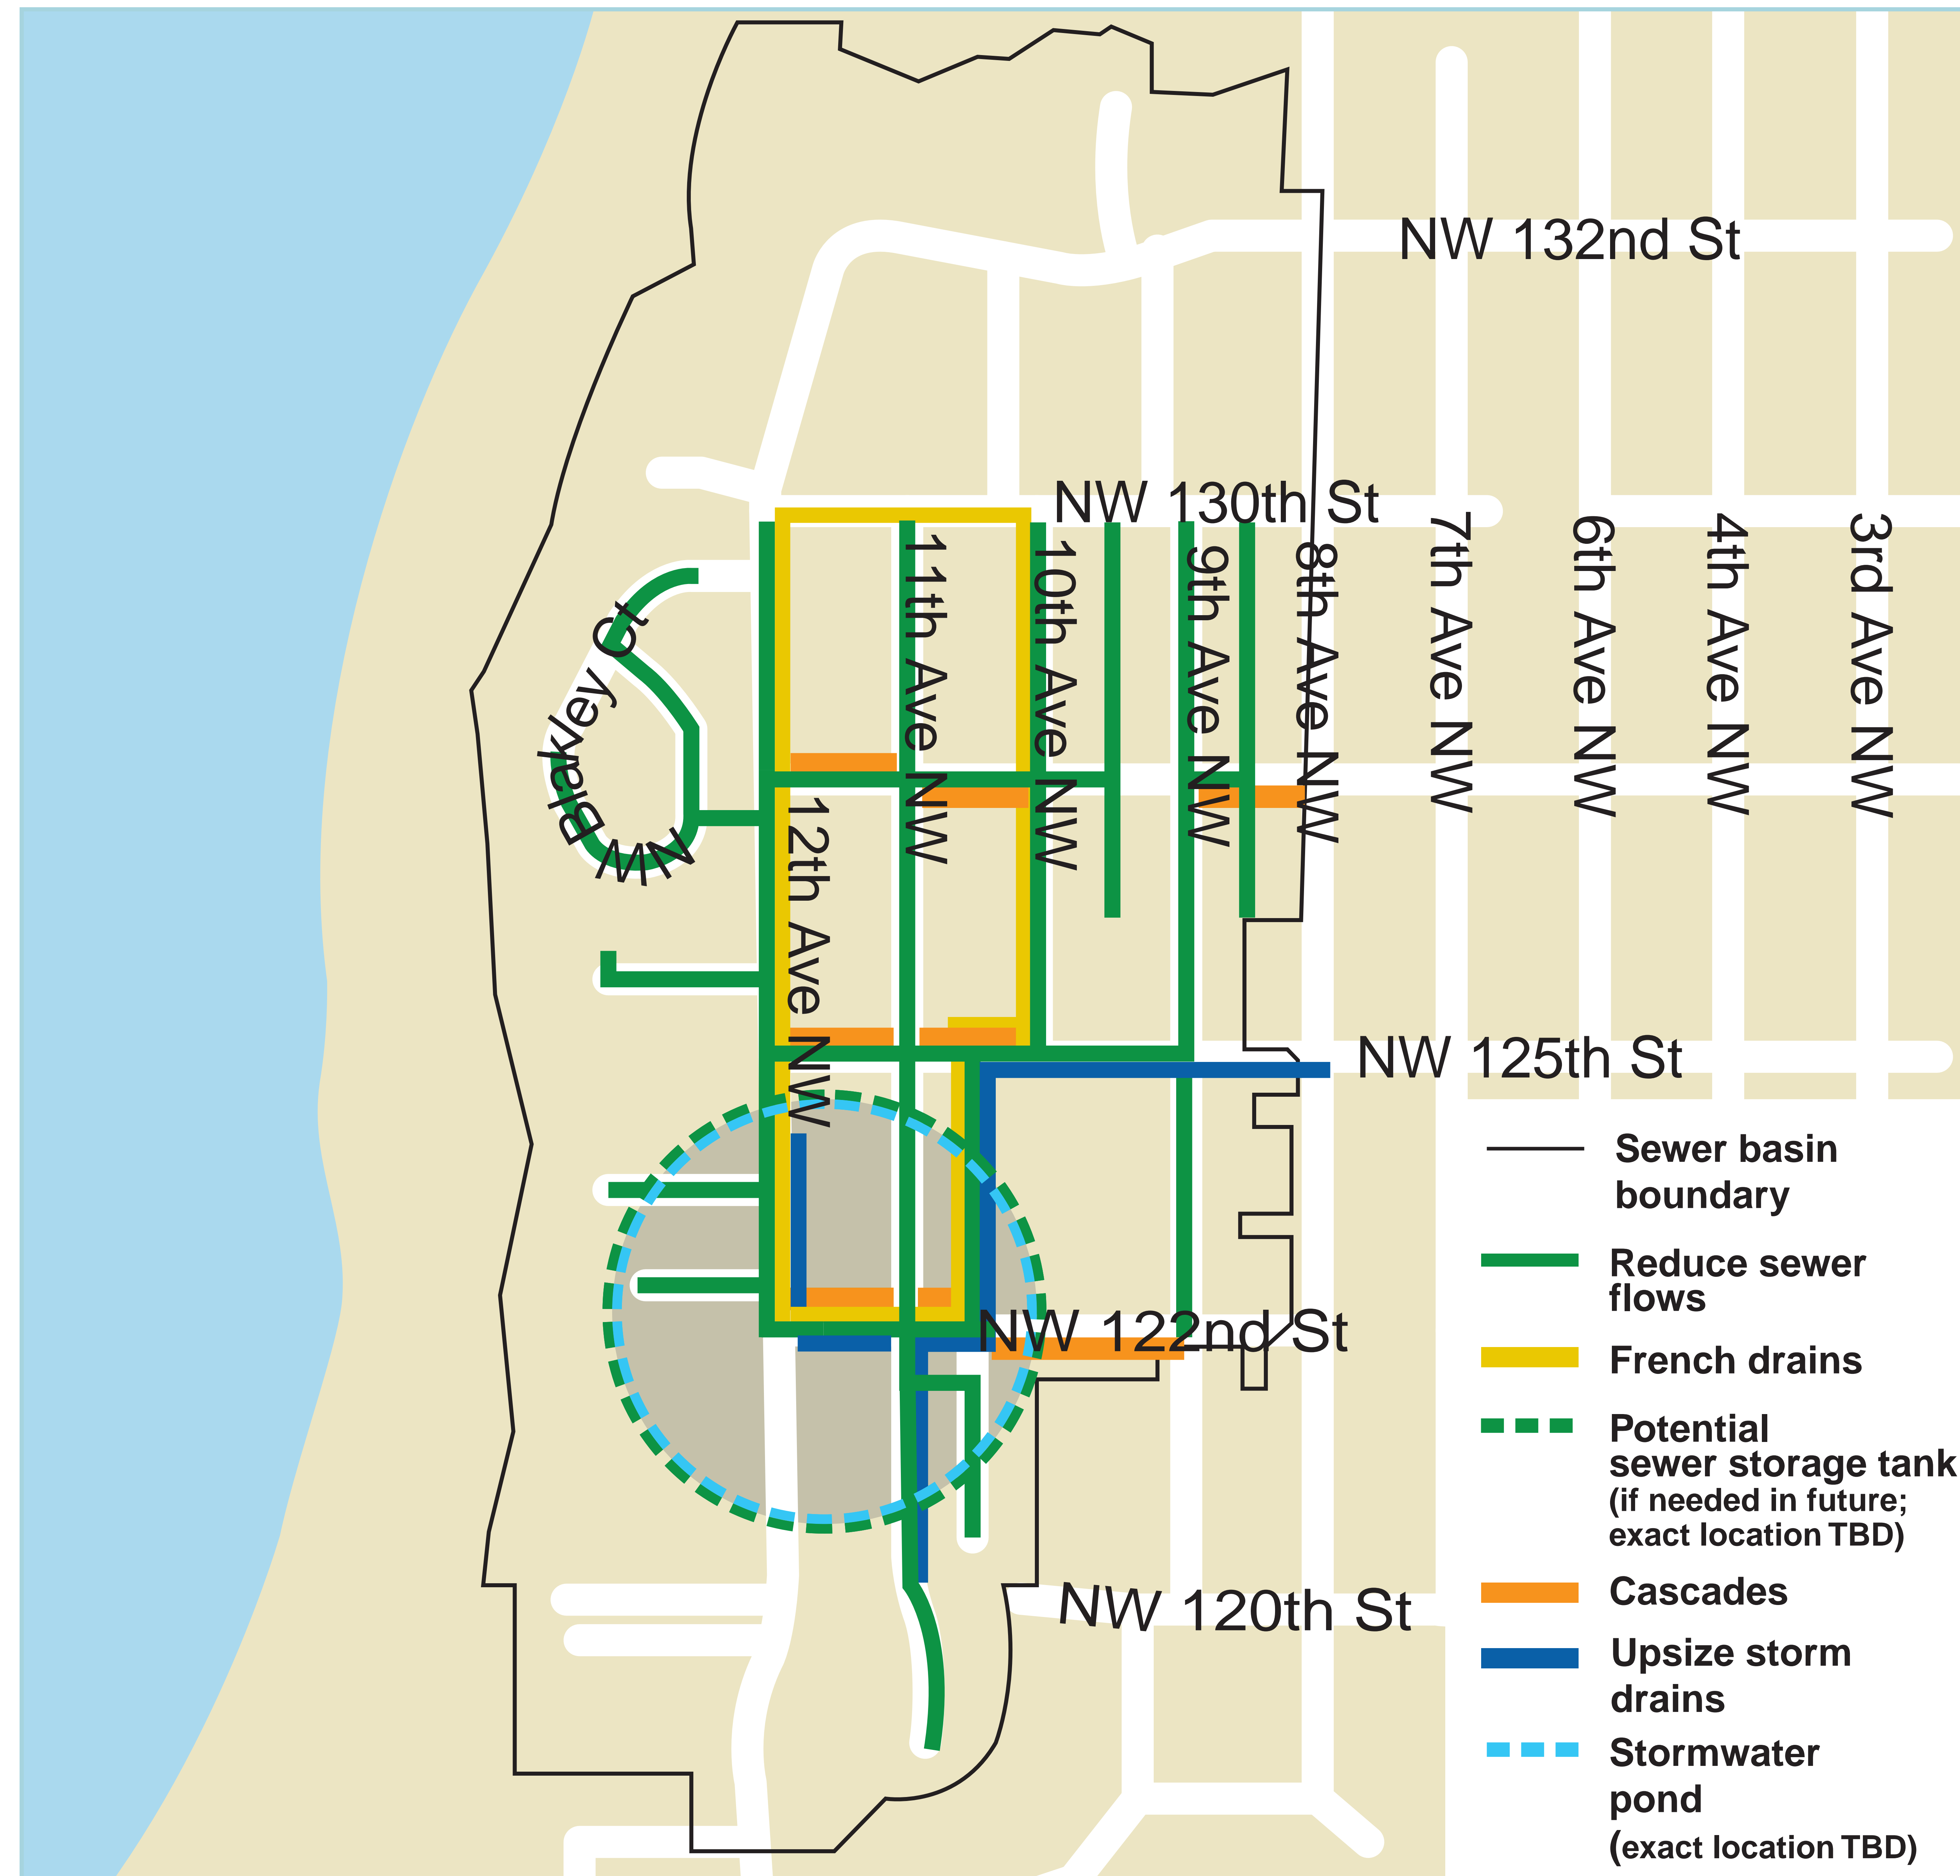 NW 132nd St
NW 130th St
NW Blakley Ct
12th Ave NW
11th Ave NW
10th Ave NW
9th Ave NW
8th Ave NW
7th Ave NW
6th Ave NW
4th Ave NW
3rd Ave NW
NW 125th St
NW 122nd St
NW 120th St
Sewer basin
boundary
Reduce sewer
flows
French drains
Potential
sewer storage tank
(if needed in future;
exact location TBD)
Cascades
Upsize storm
drains
Stormwater
pond
(exact location TBD)